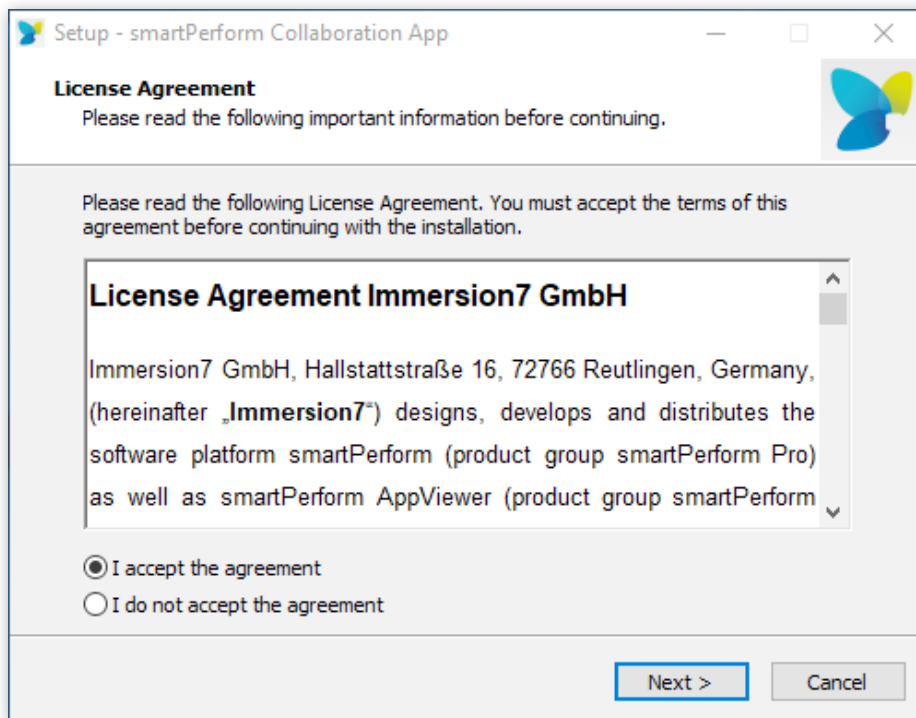 Setup - smartPerform Collaboration App
License Agreement
Please read the following important information before continuing.
Please read the following License Agreement. You must accept the terms of this
agreement before continuing with the installation.
License Agreement Immersion7 GmbH
Immersion7 GmbH, Hallstattstraße 16, 72766 Reutlingen, Germany,
(hereinafter „Immersion7“) designs, develops and distributes the
software platform smartPerform (product group smartPerform Pro)
as well as smartPerform AppViewer (product group smartPerform
I accept the agreement
I do not accept the agreement
Next >
Cancel